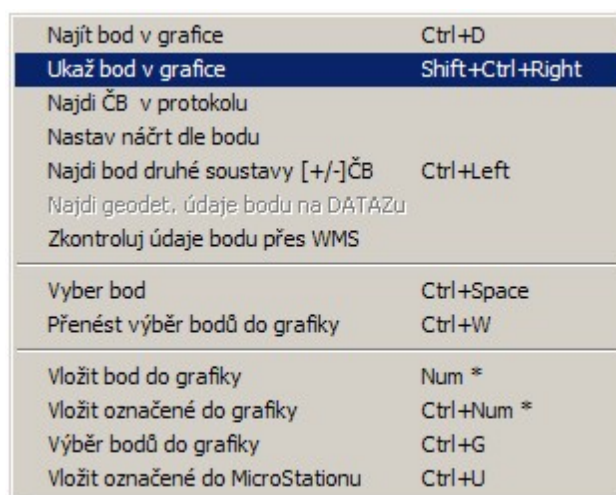 Najít bod v grafice Ctrl+D
Ukaž bod v grafice Shift+Ctrl+Right
Najdi ČB v protokolu
Nastav náčrt dle bodu
Najdi bod druhé soustavy [+/-]ČB Ctrl+Left
Najdi geodet. údaje bodu na DATAZu
Zkontroluj údaje bodu přes WMS
Vyber bod Ctrl+Space
Přenést výběr bodů do grafiky Ctrl+W
Vložit bod do grafiky Num *
Vložit označené do grafiky Ctrl+Num *
Výběr bodů do grafiky Ctrl+G
Vložit označené do MicroStationu Ctrl+U